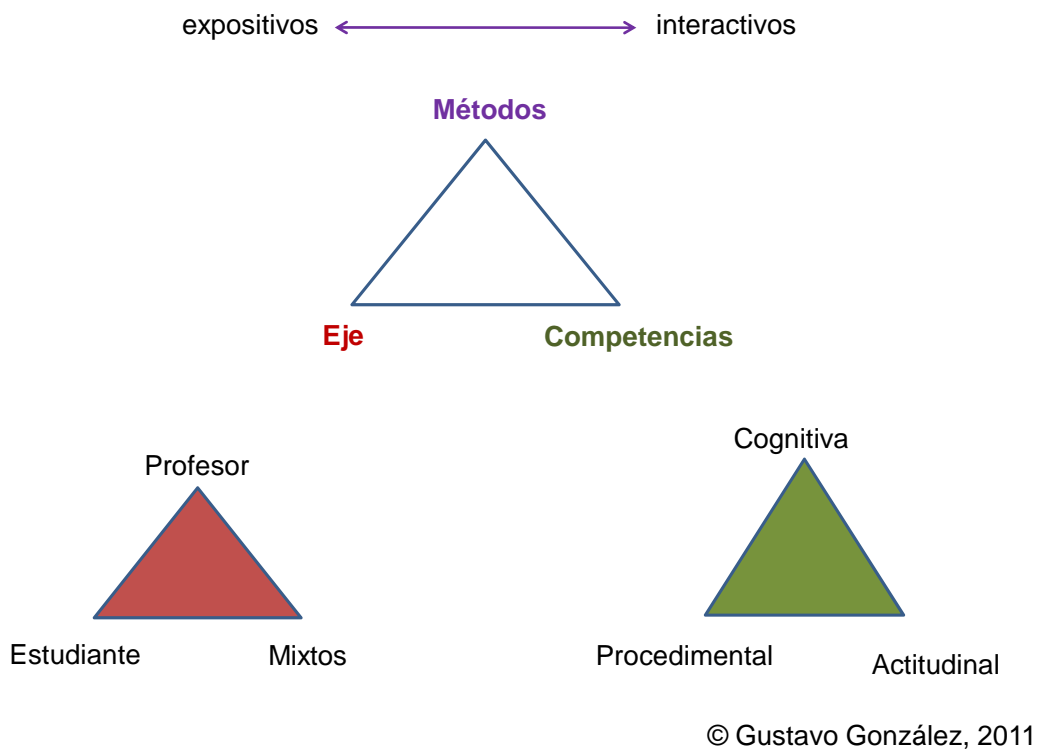 expositivos interactivos
Métodos
Eje Competencias
Cognitiva
Profesor
Estudiante Mixtos Procedimental Actitudinal
© Gustavo González, 2011